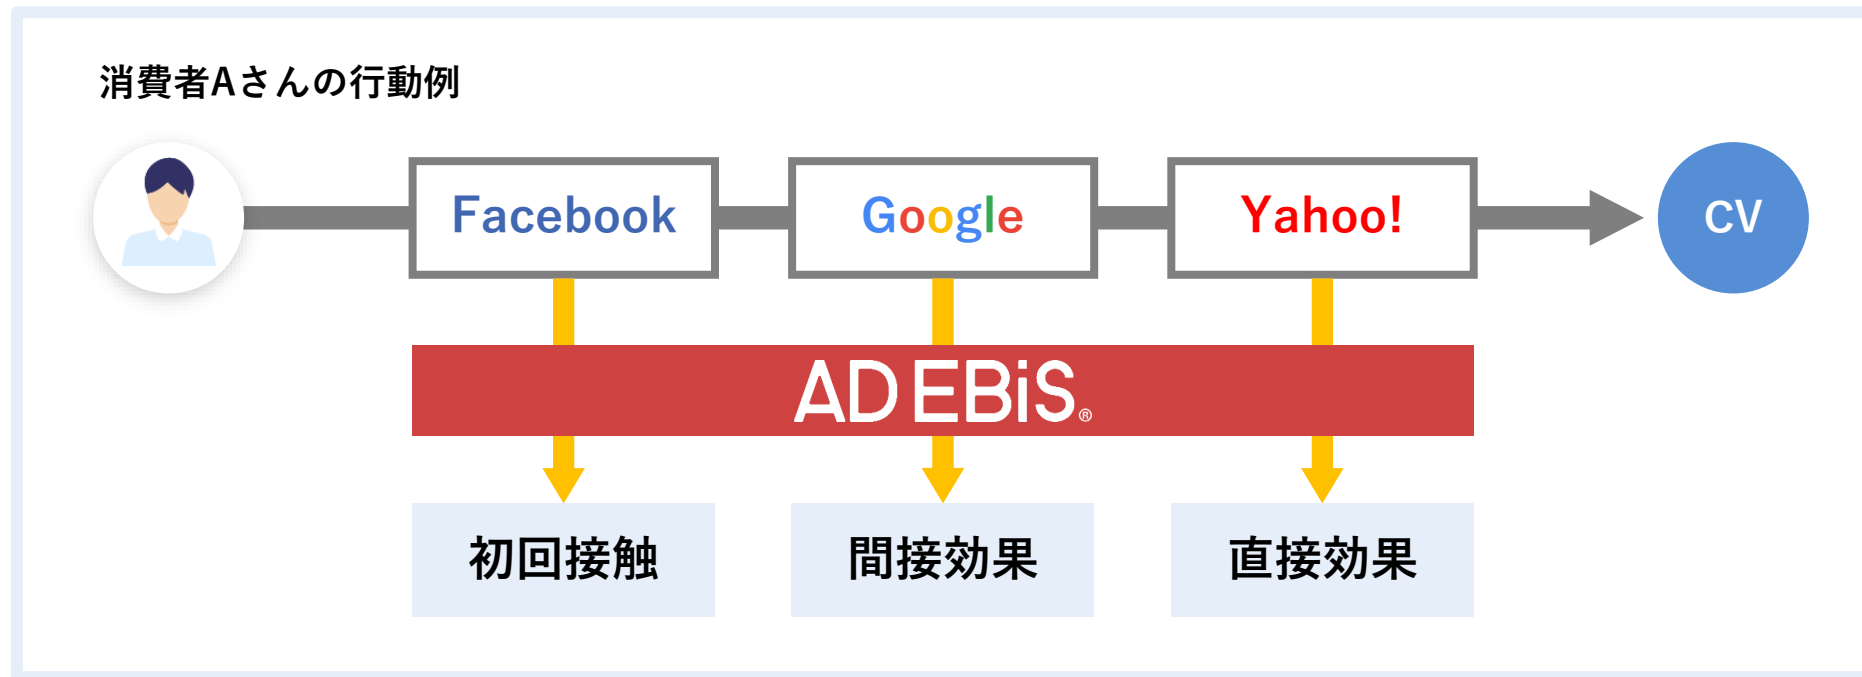 消費者Aさんの行動例
Facebook
Google
Yahoo!
CV
AD EBiS®
初回接触
間接効果
直接効果